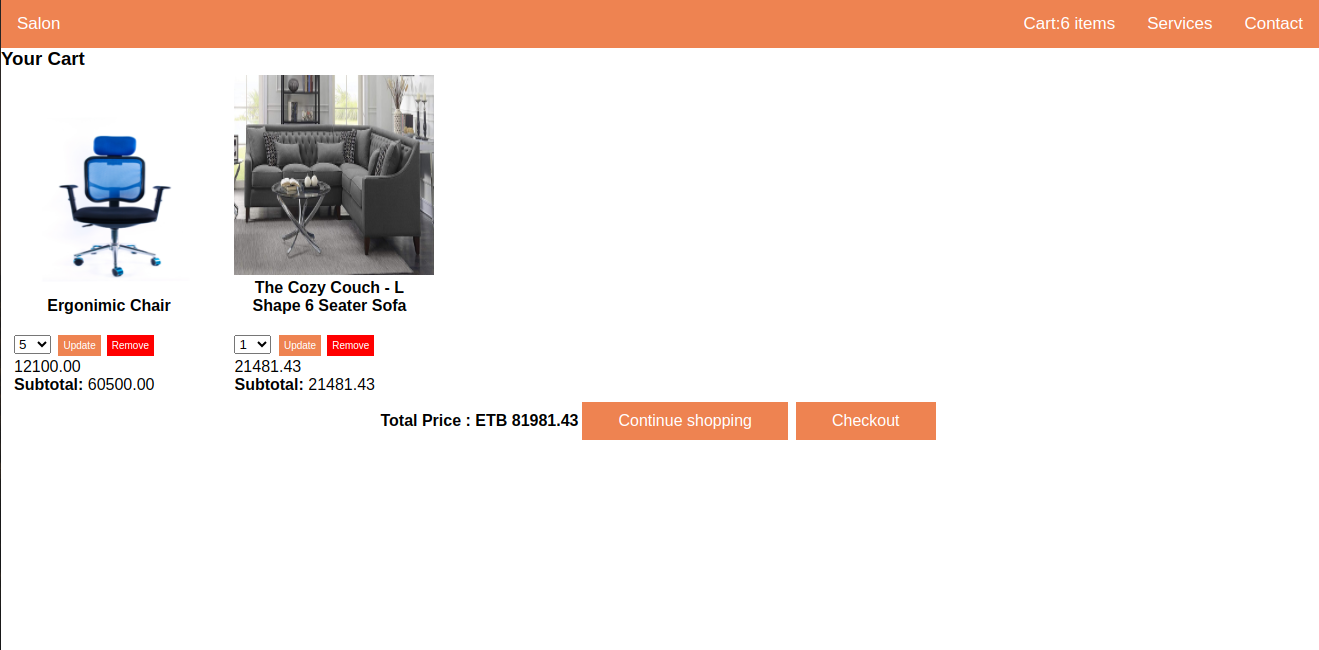 Salon
Cart:6 items
Services
Contact
Your Cart
Ergonimic Chair
5
Update
Remove
12100.00
Subtotal: 60500.00
The Cozy Couch - L
Shape 6 Seater Sofa
1
Update
Remove
21481.43
Subtotal: 21481.43
Total Price : ETB 81981.43
Continue shopping
Checkout